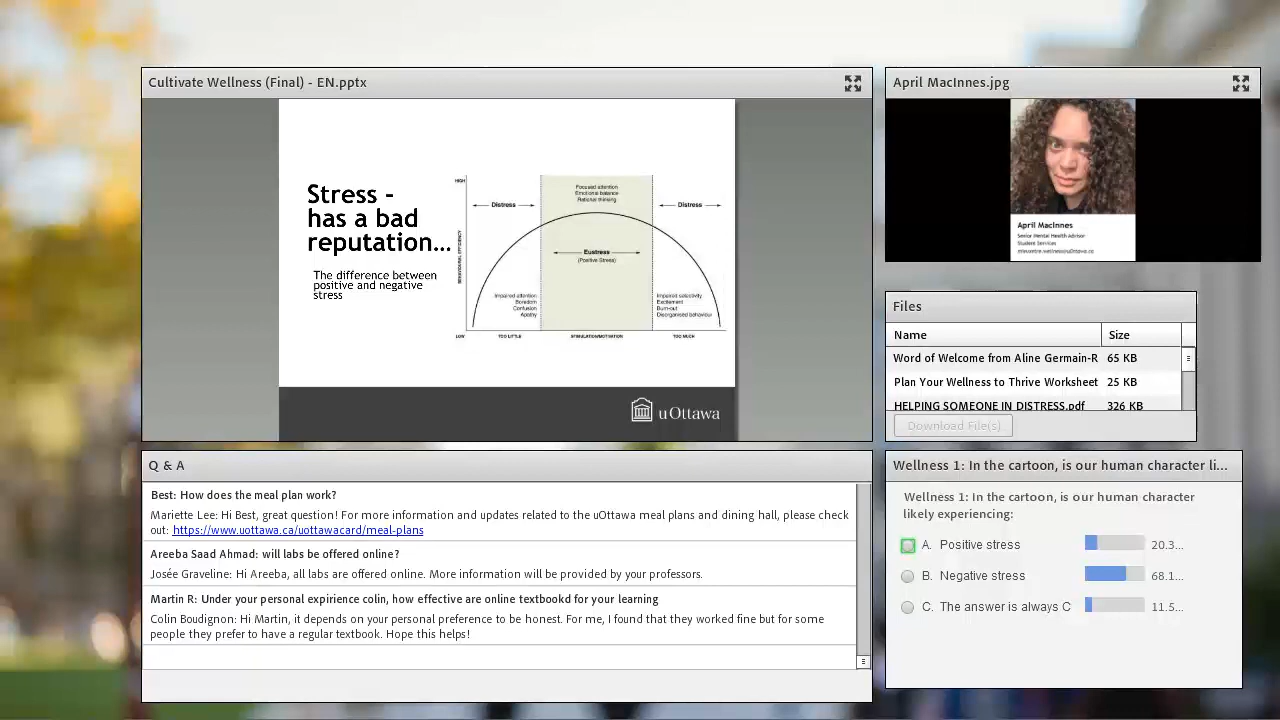 Cultivate Wellness (Final) - EN.pptx
Stress -
has a bad
reputation...
The difference between
positive and negative
stress
HIGH
Focused attention
Emotional balance
Rational thinking
Distress
Distress
Eustress
(Positive Stress)
BEHAVIOURAL EFFICIENCY
Impaired attention
Boredom
Confusion
Apathy
Impaired selectivity
Excitement
Burn-out
Disorganised behaviour
LOW
TOO LITTLE
STIMULATION/MOTIVATION
TOO MUCH
uOttawa
April MacInnes.jpg
April MacInnes
Senior Mental Health Advisor
Student Services
Files
Name Size
Word of Welcome from Aline Germain-R 65 KB
Plan Your Wellness to Thrive Worksheet 25 KB
HELPING SOMEONE IN DISTRESS.pdf 326 KB
Download File(s)
Q & A
Best: How does the meal plan work?
Mariette Lee: Hi Best, great question! For more information and updates related to the uOttawa meal plans and dining hall, please check
out: https://www.uottawa.ca/uottawacard/meal-plans
Areeba Saad Ahmad: will labs be offered online?
Josée Graveline: Hi Areeba, all labs are offered online. More information will be provided by your professors.
Martin R: Under your personal expirience colin, how effective are online textbookd for your learning
Colin Boudignon: Hi Martin, it depends on your personal preference to be honest. For me, I found that they worked fine but for some
people they prefer to have a regular textbook. Hope this helps!
Wellness 1: In the cartoon, is our human character li...
Wellness 1: In the cartoon, is our human character
likely experiencing:
A. Positive stress 20.3...
B. Negative stress 68.1...
C. The answer is always C 11.5...